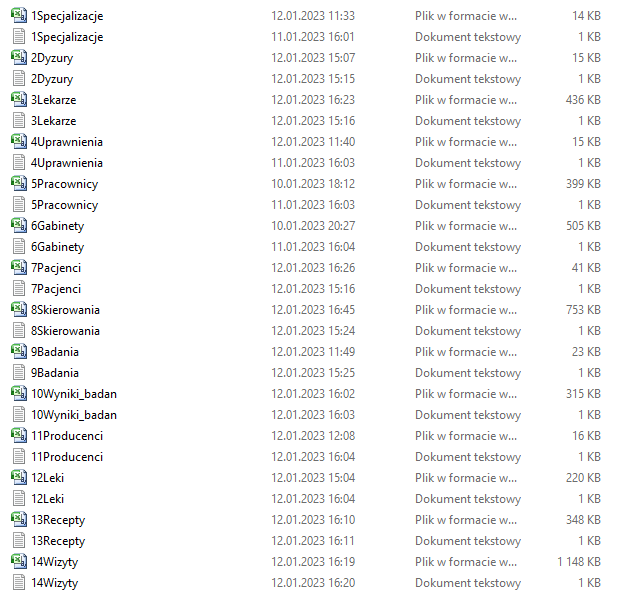 1Specjalizacje 12.01.2023 11:33 Plik w formacie w... 14 KB
1Specjalizacje 11.01.2023 16:01 Dokument tekstowy 1 KB
2Dyzury 12.01.2023 15:07 Plik w formacie w... 15 KB
2Dyzury 12.01.2023 15:15 Dokument tekstowy 1 KB
3Lekarze 12.01.2023 16:23 Plik w formacie w... 436 KB
3Lekarze 12.01.2023 15:16 Dokument tekstowy 1 KB
4Uprawnienia 12.01.2023 11:40 Plik w formacie w... 15 KB
4Uprawnienia 11.01.2023 16:03 Dokument tekstowy 1 KB
5Pracownicy 10.01.2023 18:12 Plik w formacie w... 399 KB
5Pracownicy 11.01.2023 16:03 Dokument tekstowy 1 KB
6Gabinety 10.01.2023 20:27 Plik w formacie w... 505 KB
6Gabinety 11.01.2023 16:04 Dokument tekstowy 1 KB
7Pacjenci 12.01.2023 16:26 Plik w formacie w... 41 KB
7Pacjenci 12.01.2023 15:16 Dokument tekstowy 1 KB
8Skierowania 12.01.2023 16:45 Plik w formacie w... 753 KB
8Skierowania 12.01.2023 15:24 Dokument tekstowy 1 KB
9Badania 12.01.2023 11:49 Plik w formacie w... 23 KB
9Badania 12.01.2023 15:25 Dokument tekstowy 1 KB
10Wyniki_badan 12.01.2023 16:02 Plik w formacie w... 315 KB
10Wyniki_badan 12.01.2023 16:03 Dokument tekstowy 1 KB
11Producenci 12.01.2023 12:08 Plik w formacie w... 16 KB
11Producenci 12.01.2023 16:04 Dokument tekstowy 1 KB
12Leki 12.01.2023 15:04 Plik w formacie w... 220 KB
12Leki 12.01.2023 16:04 Dokument tekstowy 1 KB
13Recepty 12.01.2023 16:10 Plik w formacie w... 348 KB
13Recepty 12.01.2023 16:11 Dokument tekstowy 1 KB
14Wizyty 12.01.2023 16:19 Plik w formacie w... 1 148 KB
14Wizyty 12.01.2023 16:20 Dokument tekstowy 1 KB